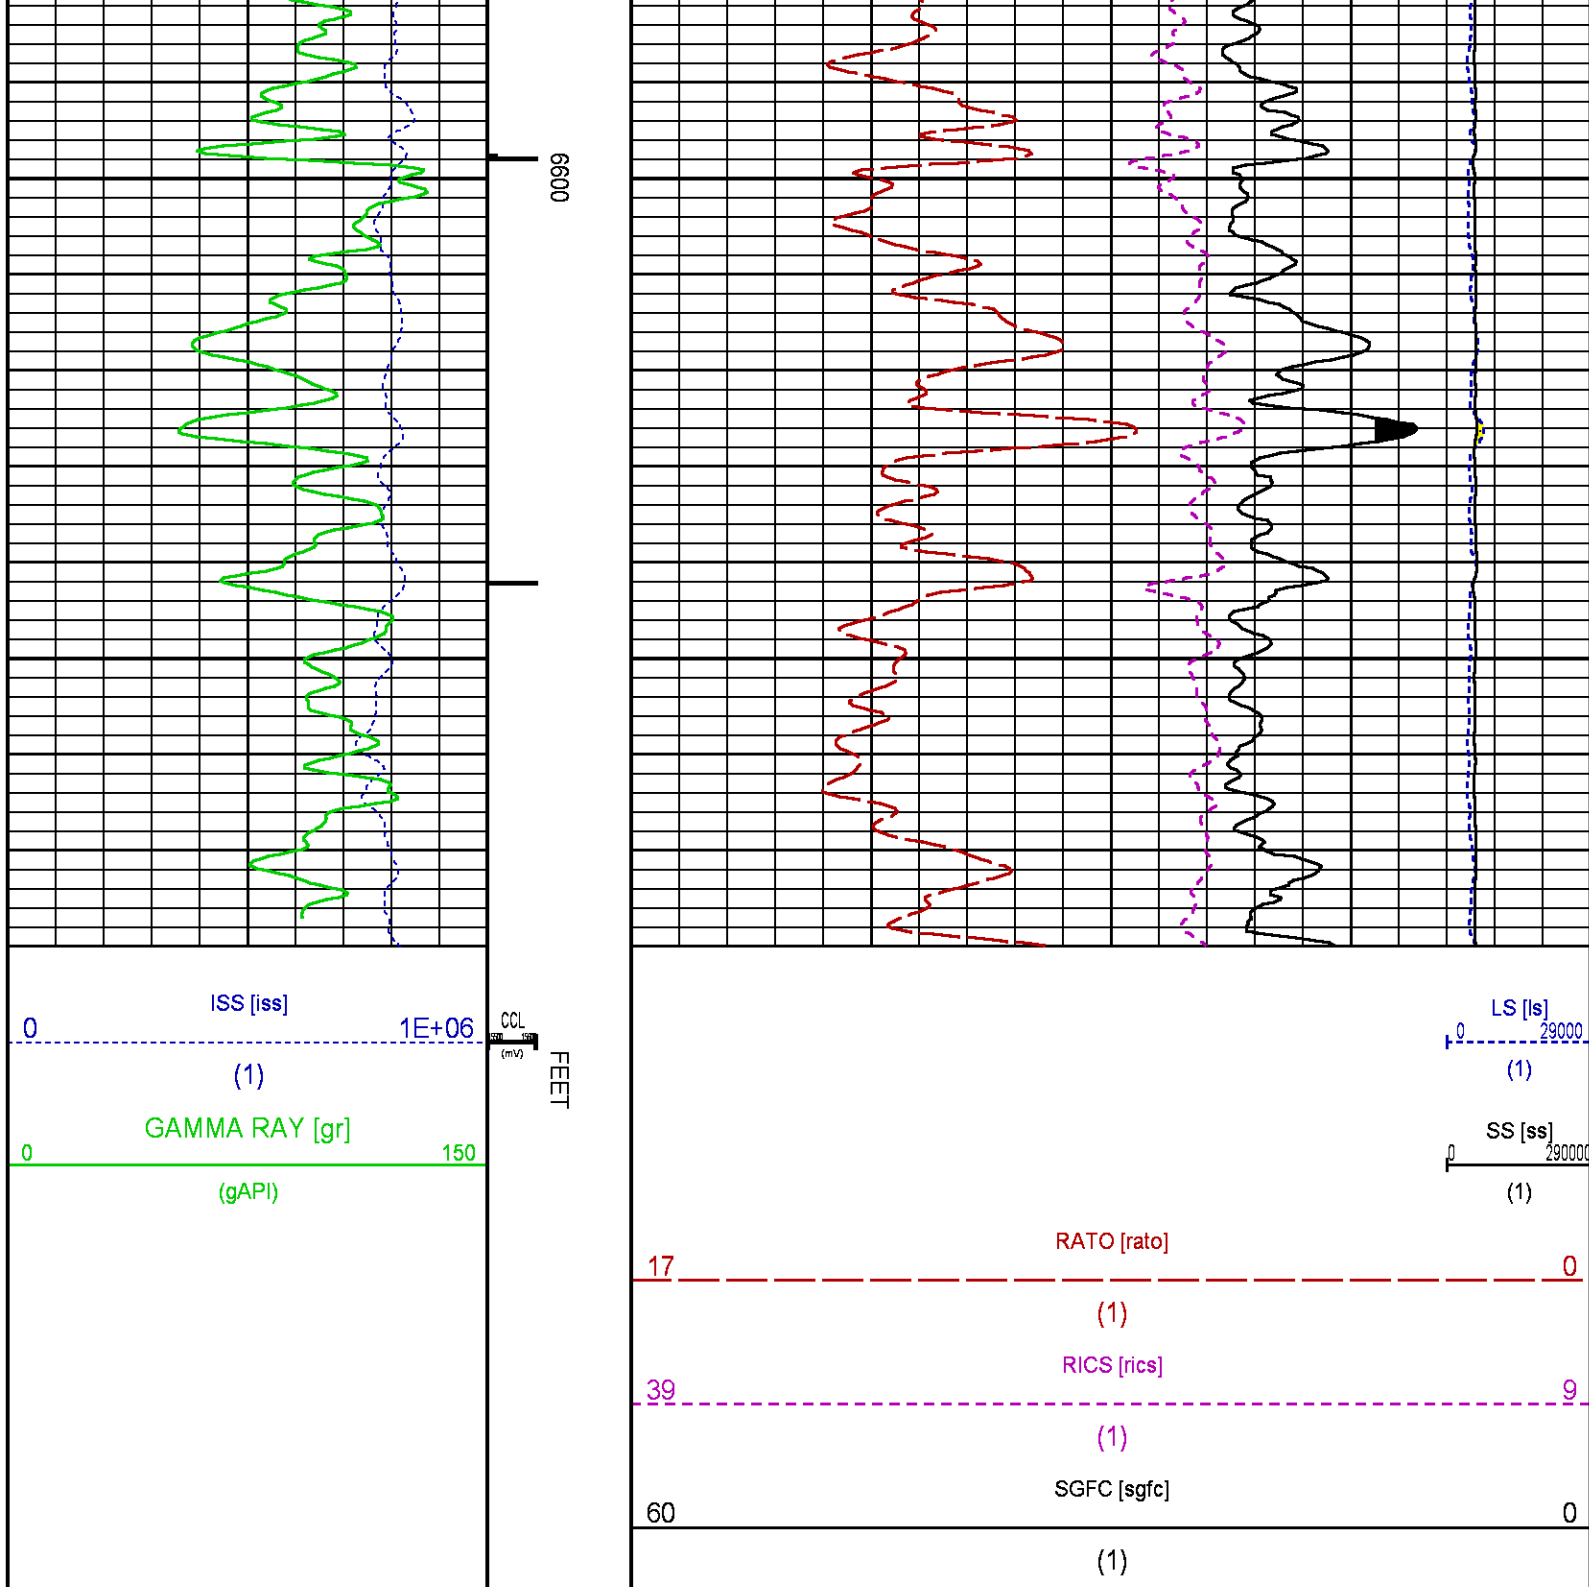 6600
ISS [iss]
0 1E+06
(1)
GAMMA RAY [gr]
0 150
(gAPI)
CCL
(mV)
FEET
LS [ls]
0 29000
(1)
SS [ss]
0 290000
(1)
RATO [rato]
17 0
(1)
RICS [rics]
39 9
(1)
SGFC [sgfc]
60 0
(1)